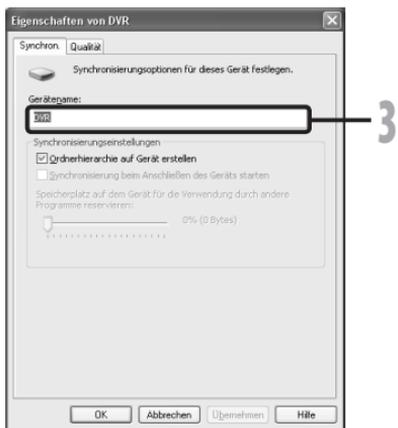 Eigenschaften von DVR
Synchron.
Qualität
Synchronisierungsoptionen für dieses Gerät festlegen.
Gerätename:
DVR
3
Synchronisierungseinstellungen
Ordnerhierarchie auf Gerät erstellen
Synchronisierung beim Anschließen des Geräts starten
Speicherplatz auf dem Gerät für die Verwendung durch andere
Programme reservieren:
0% (0 Bytes)
OK
Abbrechen
Übernehmen
Hilfe